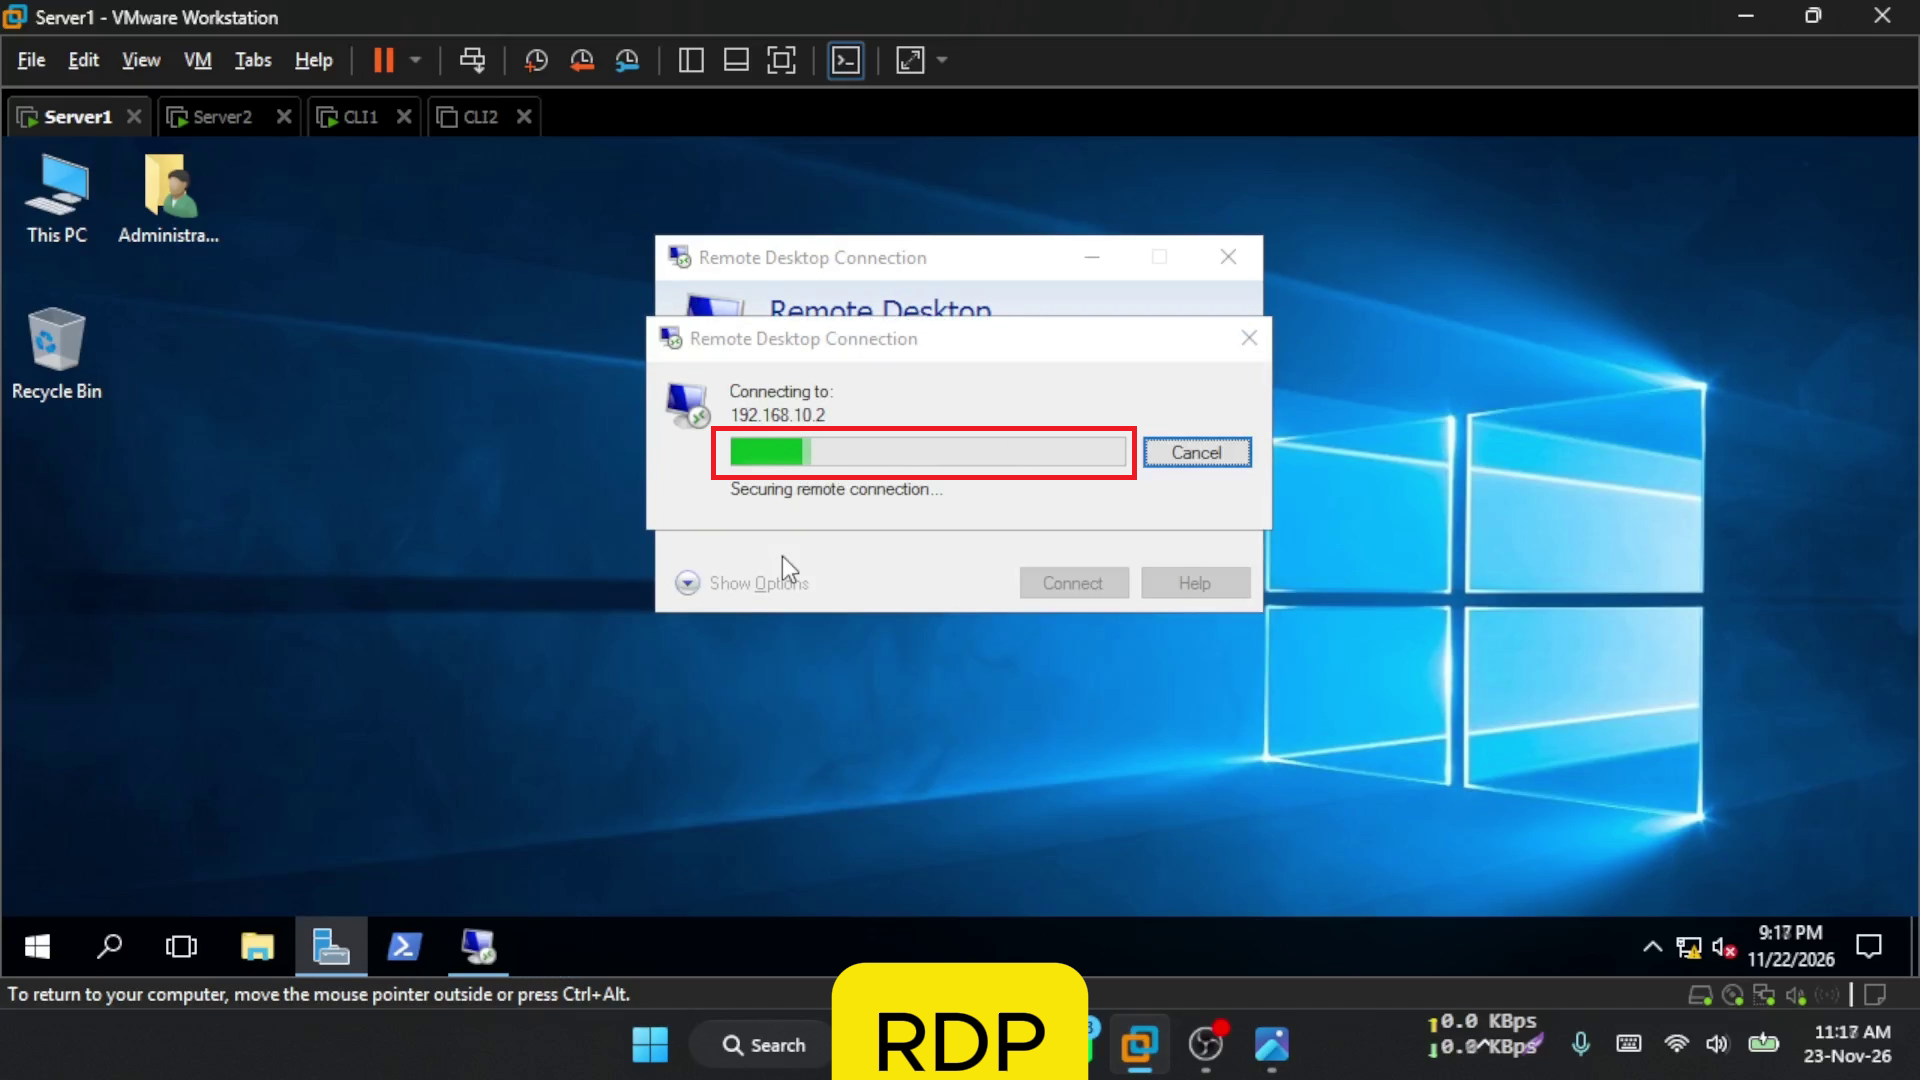 Server1 - VMware Workstation
File Edit View VM Tabs Help
Server1 Server2 CLI1 CLI2
This PC
Administra...
Recycle Bin
Remote Desktop Connection
Remote Desktop
Remote Desktop Connection
Connecting to:
192.168.10.2
Cancel
Securing remote connection...
Show Options Connect Help
9:17 PM
11/22/2026
To return to your computer, move the mouse pointer outside or press Ctrl+Alt.
Search
RDP
0.0 KBps
0.0 KBps
11:17 AM
23-Nov-26